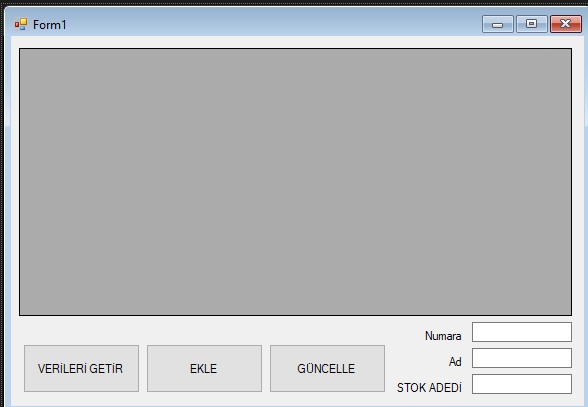 Form1
Numara
VERİLERİ GETİR
EKLE
GÜNCELLE
Ad
STOK ADEDİ